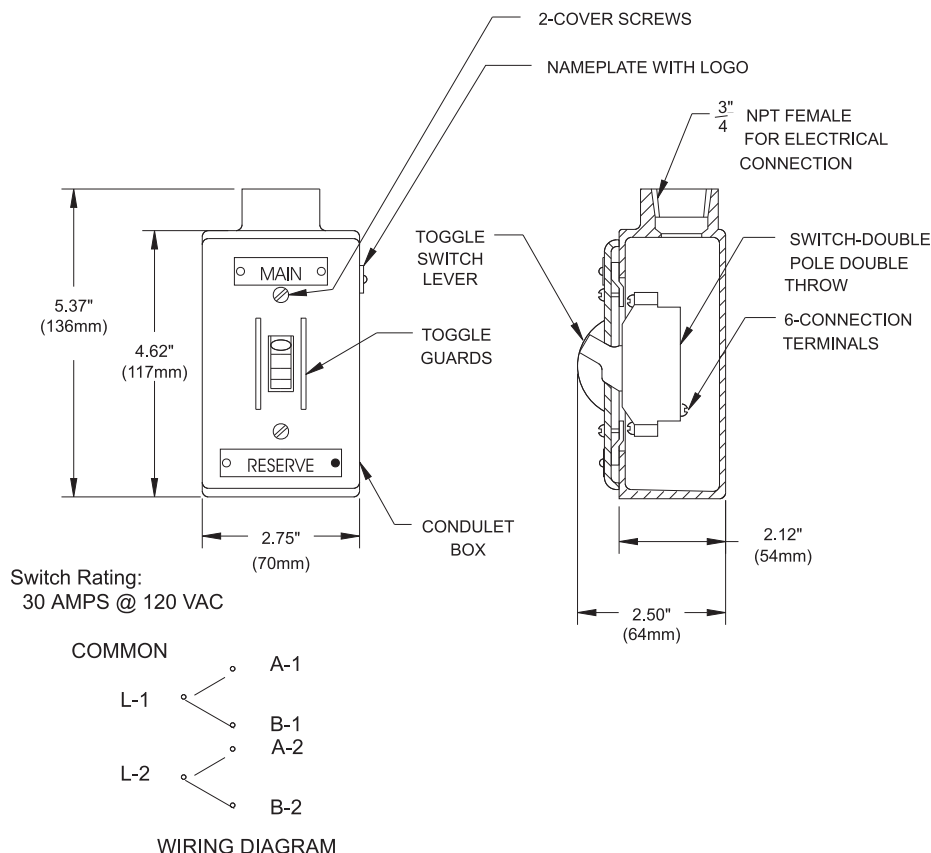 2-COVER SCREWS
NAMEPLATE WITH LOGO
3"
4
NPT FEMALE
FOR ELECTRICAL
CONNECTION
TOGGLE
SWITCH
LEVER
SWITCH-DOUBLE
POLE DOUBLE
THROW
MAIN
5.37"
(136mm)
4.62"
(117mm)
TOGGLE
GUARDS
6-CONNECTION
TERMINALS
RESERVE
CONDULET
BOX
2.75"
(70mm)
2.12"
(54mm)
2.50"
(64mm)
Switch Rating:
30 AMPS @ 120 VAC
COMMON
A-1
L-1
B-1
A-2
L-2
B-2
WIRING DIAGRAM